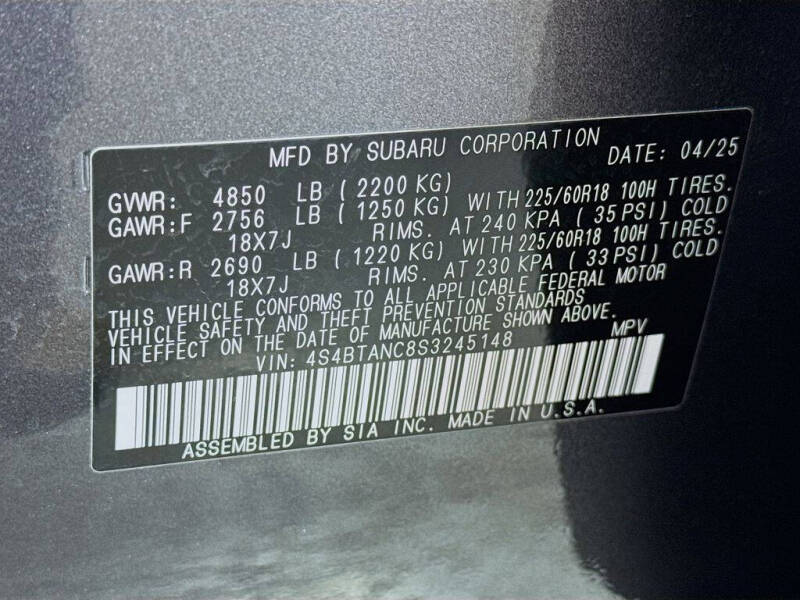 MFD BY SUBARU CORPORATION DATE: 04/25
GVWR: 4850 LB (2200 KG)
GAWR:F 2756 LB (1250 KG) WITH 225/60R18 100H TIRES.
18X7J RIMS. AT 240 KPA (35 PSI) COLD
GAWR:R 2690 LB (1220 KG) WITH 225/60R18 100H TIRES.
18X7J RIMS. AT 230 KPA (33 PSI) COLD
THIS VEHICLE CONFORMS TO ALL APPLICABLE FEDERAL MOTOR
VEHICLE SAFETY AND THEFT PREVENTION STANDARDS
IN EFFECT ON THE DATE OF MANUFACTURE SHOWN ABOVE.
VIN: 4S4BTANC8S3245148 MPV
ASSEMBLED BY SIA INC. MADE IN U.S.A.